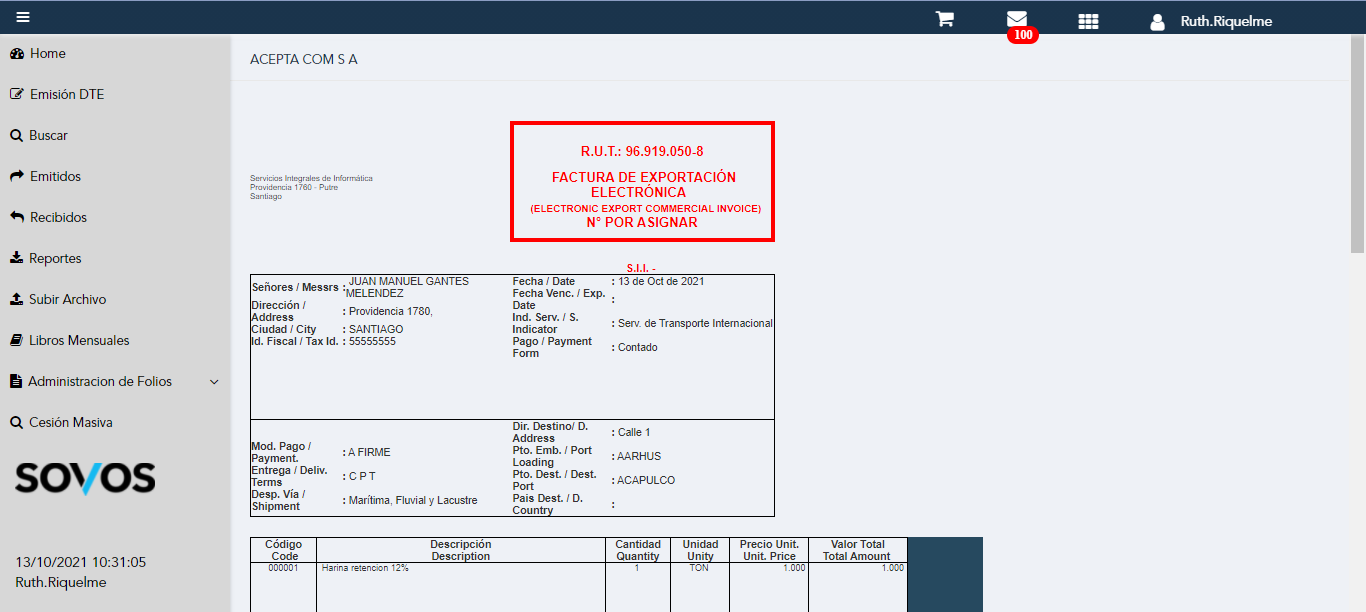 Ruth.Riquelme
100
Home
Emisión DTE
Buscar
Emitidos
Recibidos
Reportes
Subir Archivo
Libros Mensuales
Administracion de Folios
Cesión Masiva
SOVOS
13/10/2021 10:31:05
Ruth.Riquelme
ACEPTA COM S A
Servicios Integrales de Informática
Providencia 1760 - Putre
Santiago
R.U.T.: 96.919.050-8
FACTURA DE EXPORTACIÓN
ELECTRÓNICA
(ELECTRONIC EXPORT COMMERCIAL INVOICE)
N° POR ASIGNAR
S.I.I. -
Señores / Messrs : JUAN MANUEL GANTES
MELENDEZ
Dirección /
Address : Providencia 1780,
Ciudad / City : SANTIAGO
Id. Fiscal / Tax Id. : 55555555
Fecha / Date : 13 de Oct de 2021
Fecha Venc. / Exp.
Date :
Ind. Serv. / S.
Indicator : Serv. de Transporte Internacional
Pago / Payment
Form : Contado
Mod. Pago /
Payment. : A FIRME
Entrega / Deliv.
Terms : C P T
Desp. Vía /
Shipment : Marítima, Fluvial y Lacustre
Dir. Destino/ D.
Address : Calle 1
Pto. Emb. / Port
Loading : AARHUS
Pto. Dest. / Dest.
Port : ACAPULCO
Pais Dest. / D.
Country :
Código Descripción Cantidad Unidad Precio Unit. Valor Total
Code Description Quantity Unity Unit. Price Total Amount
000001 Harina retencion 12% 1 TON 1.000 1.000